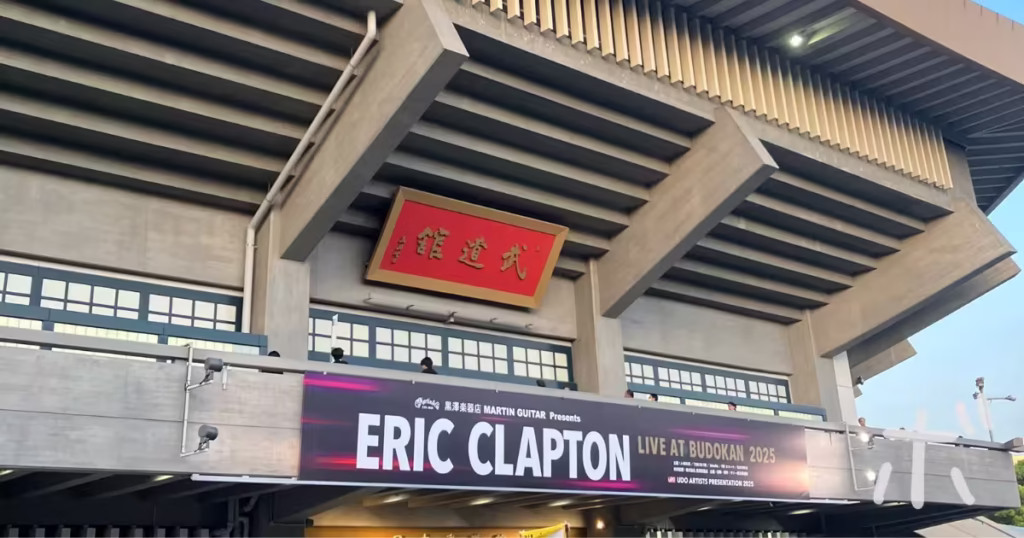 武道館
黒澤楽器店 MARTIN GUITAR Presents
ERIC CLAPTON
LIVE AT BUDOKAN 2025
UDO ARTISTS PRESENTATION 2025
小